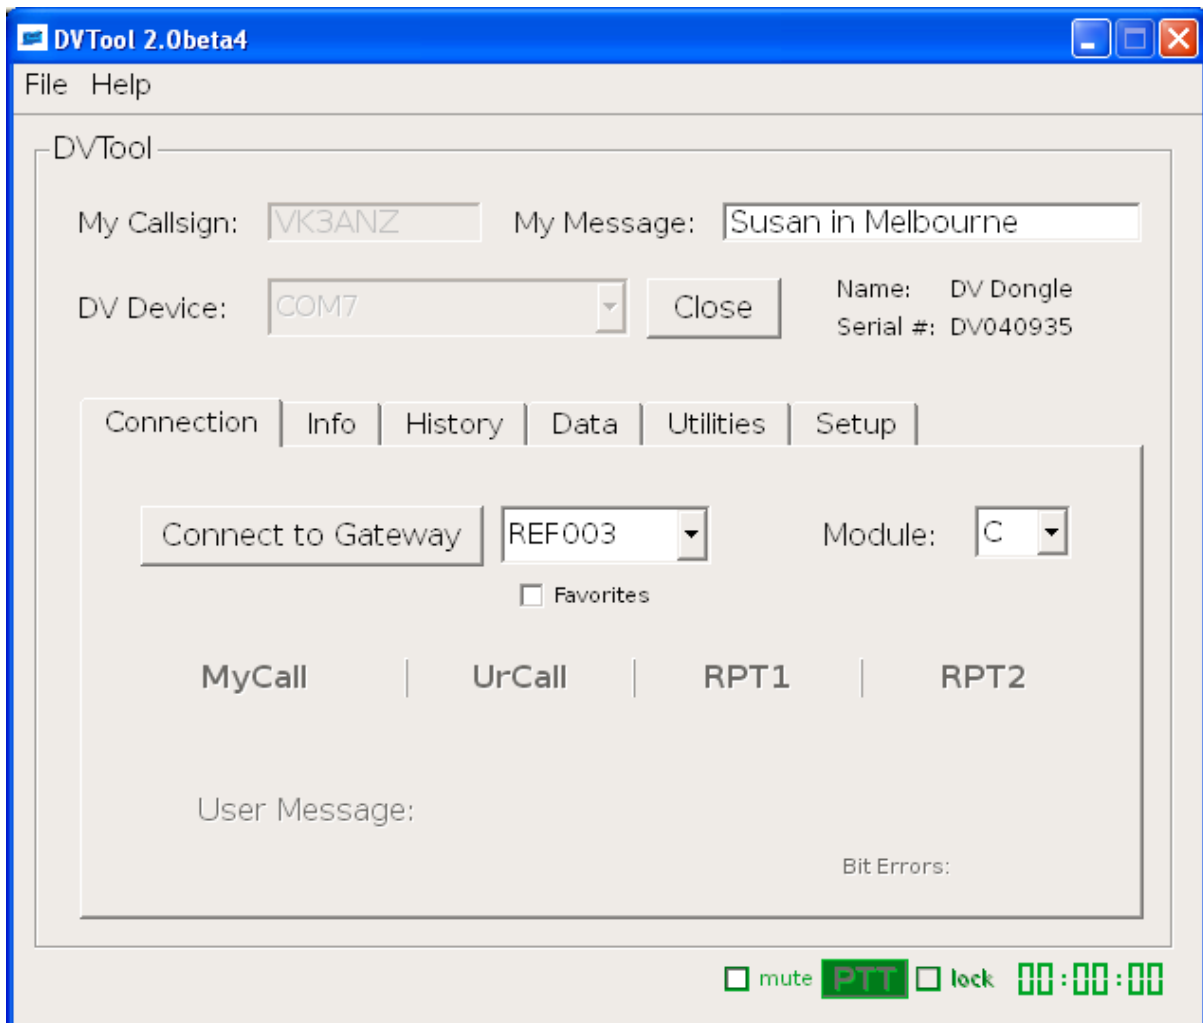 DVTool 2.0beta4
File Help
DVTool
My Callsign: VK3ANZ My Message: Susan in Melbourne
DV Device: COM7 Close
Name: DV Dongle
Serial #: DV040935
Connection Info History Data Utilities Setup
Connect to Gateway REF003 Module: C
Favorites
MyCall UrCall RPT1 RPT2
User Message:
Bit Errors:
mute PTT lock 00:00:00